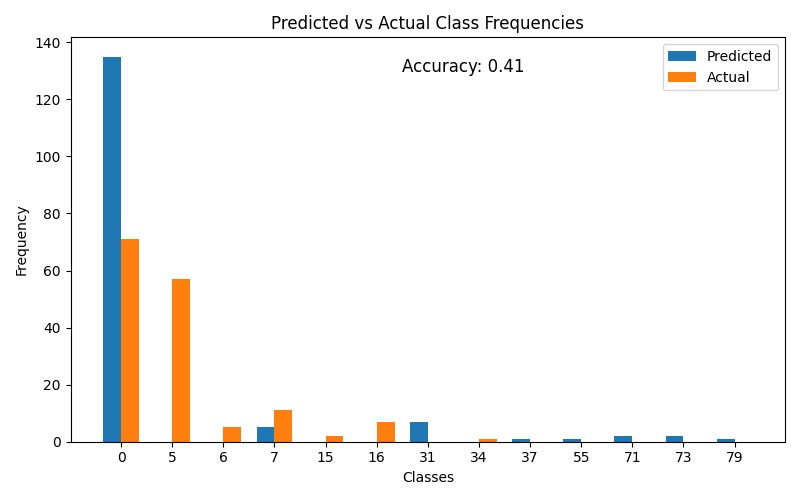 Predicted vs Actual Class Frequencies
Accuracy: 0.41
Predicted
Actual
Frequency
140
120
100
80
60
40
20
0
0 5 6 7 15 16 31 34 37 55 71 73 79
Classes